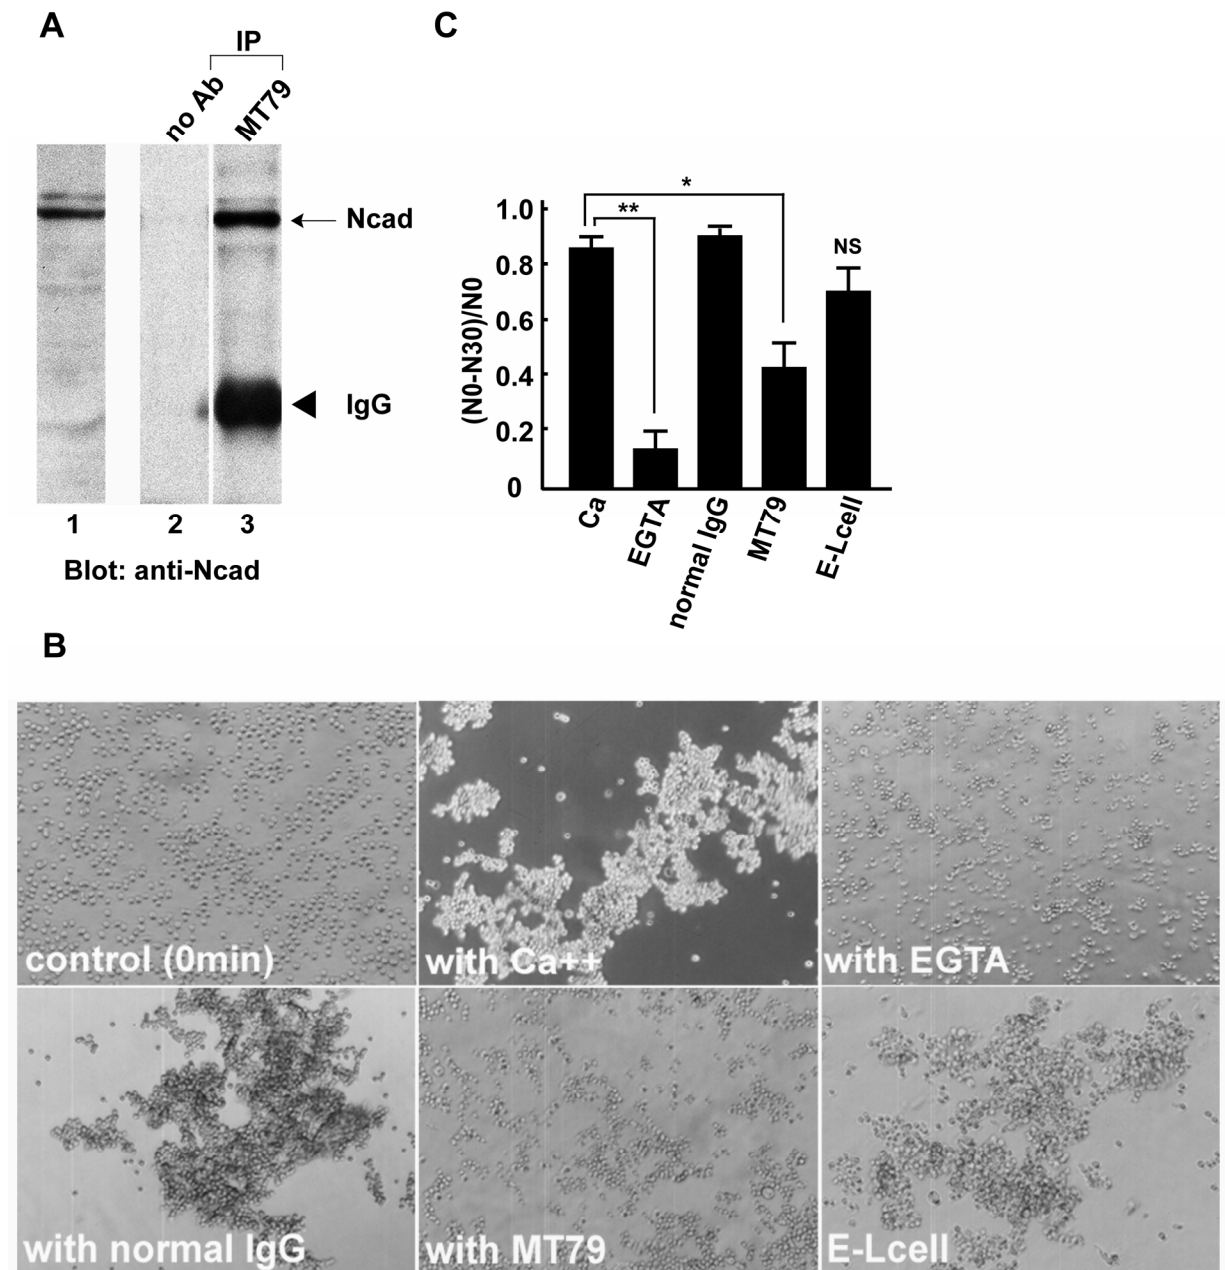 A
IP
no Ab
MT79
Ncad
IgG
1 2 3
Blot: anti-Ncad
C
(N0-N30)/N0
1.0
0.8
0.6
0.4
0.2
0
*
**
NS
Ca
EGTA
normal IgG
MT79
E-Lcell
B
control (0min)
with Ca++
with EGTA
with normal IgG
with MT79
E-Lcell